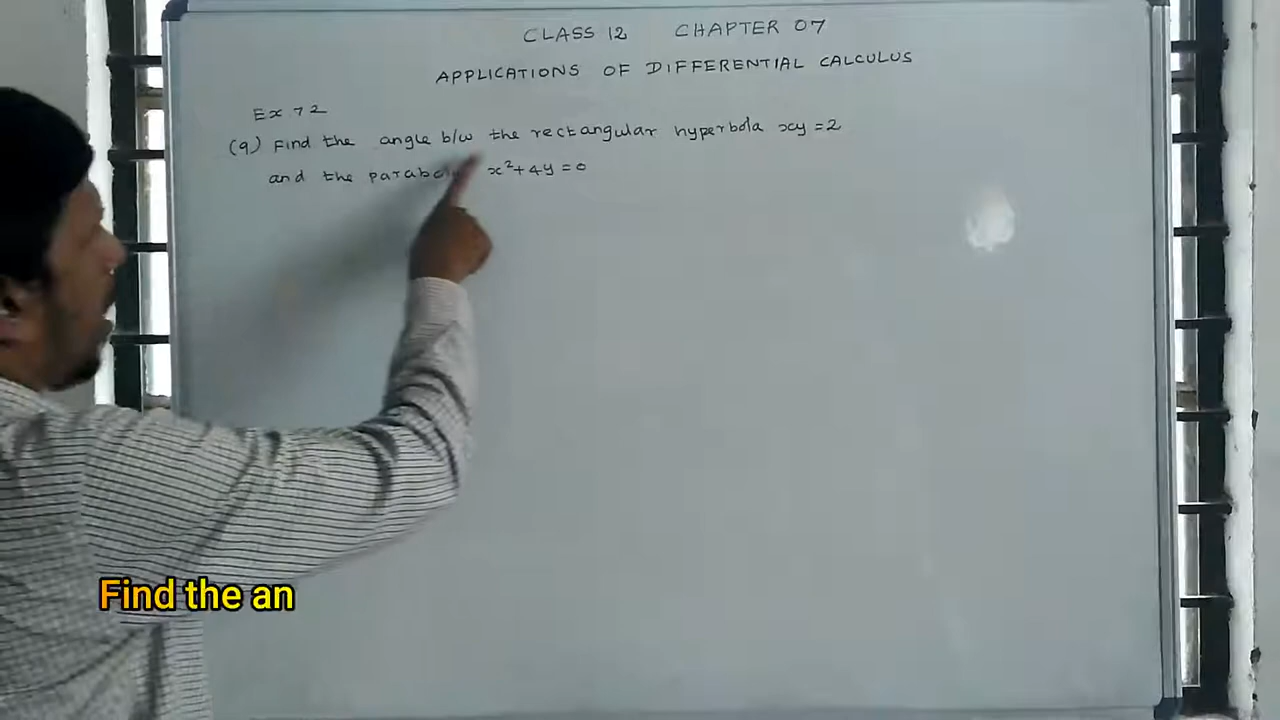 CLASS 12 CHAPTER 07
APPLICATIONS OF DIFFERENTIAL CALCULUS
Ex 7 2
(9) Find the angle b/w the rectangular hyperbola xy = 2
and the parabola x² + 4y = 0
Find the an